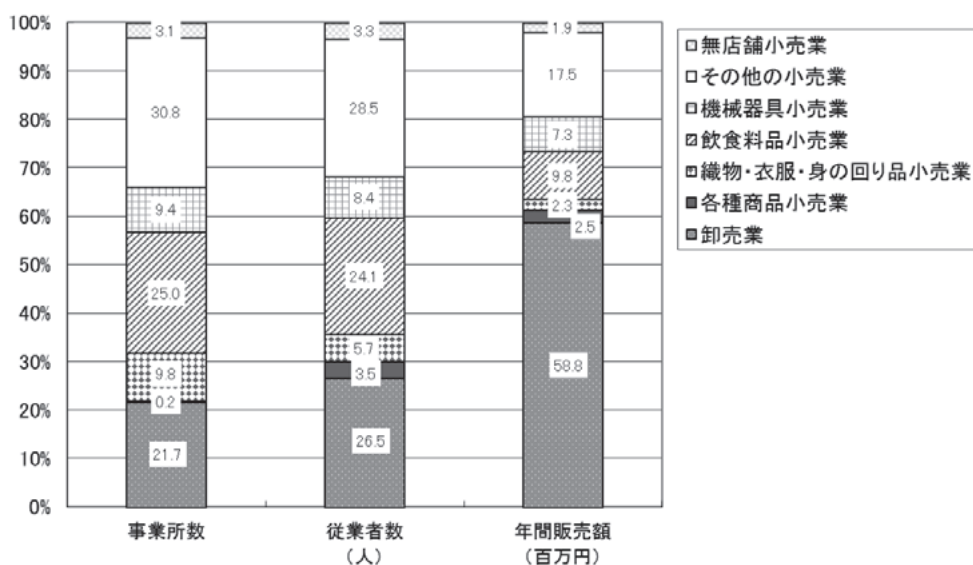 100%
90%
80%
70%
60%
50%
40%
30%
20%
10%
0%
3.1
30.8
9.4
25.0
9.8
0.2
21.7
3.3
28.5
8.4
24.1
5.7
3.5
26.5
1.9
17.5
7.3
9.8
2.3
2.5
58.8
事業所数
従業者数
(人)
年間販売額
(百万円)
無店舗小売業
その他の小売業
機械器具小売業
飲食料品小売業
織物・衣服・身の回り品小売業
各種商品小売業
卸売業